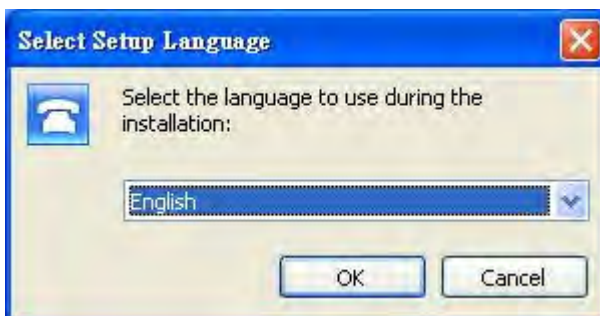 Select Setup Language
Select the language to use during the
installation:
English
OK
Cancel